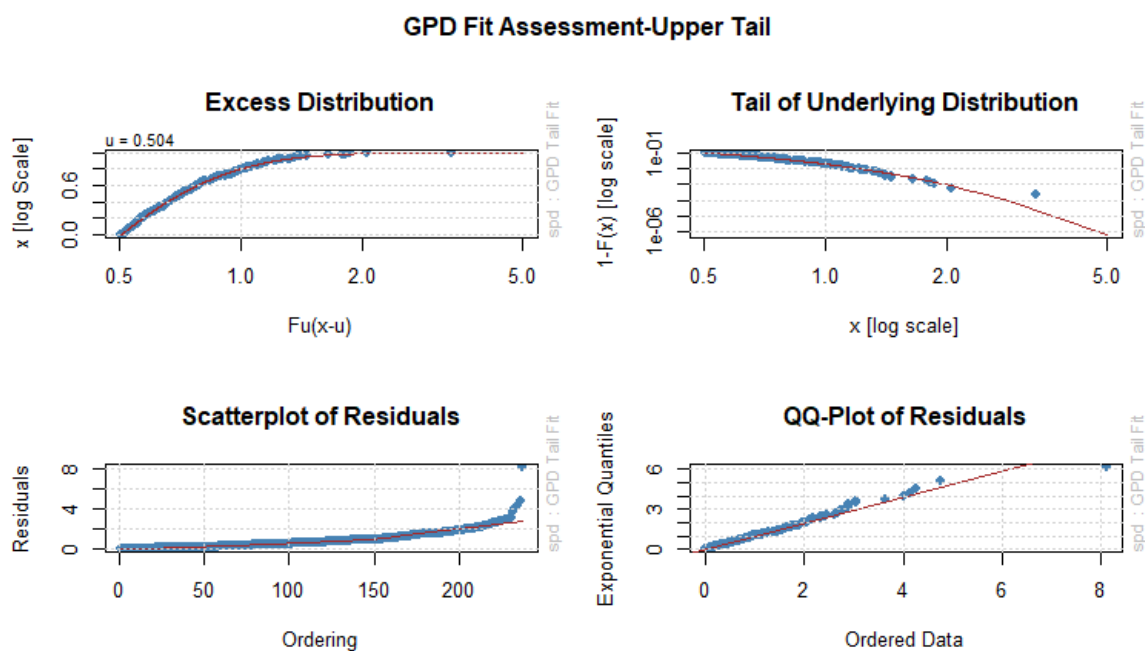 GPD Fit Assessment-Upper Tail
Excess Distribution
u = 0.504
x [log Scale]
0.0 0.6
0.5 1.0 2.0 5.0
Fu(x-u)
spd : GPD Tail Fit
Tail of Underlying Distribution
1-F(x) [log scale]
1e-06 1e-01
0.5 1.0 2.0 5.0
x [log scale]
spd : GPD Tail Fit
Scatterplot of Residuals
Residuals
0 4 8
0 50 100 150 200
Ordering
spd : GPD Tail Fit
QQ-Plot of Residuals
Exponential Quantiles
0 3 6
0 2 4 6 8
Ordered Data
spd : GPD Tail Fit